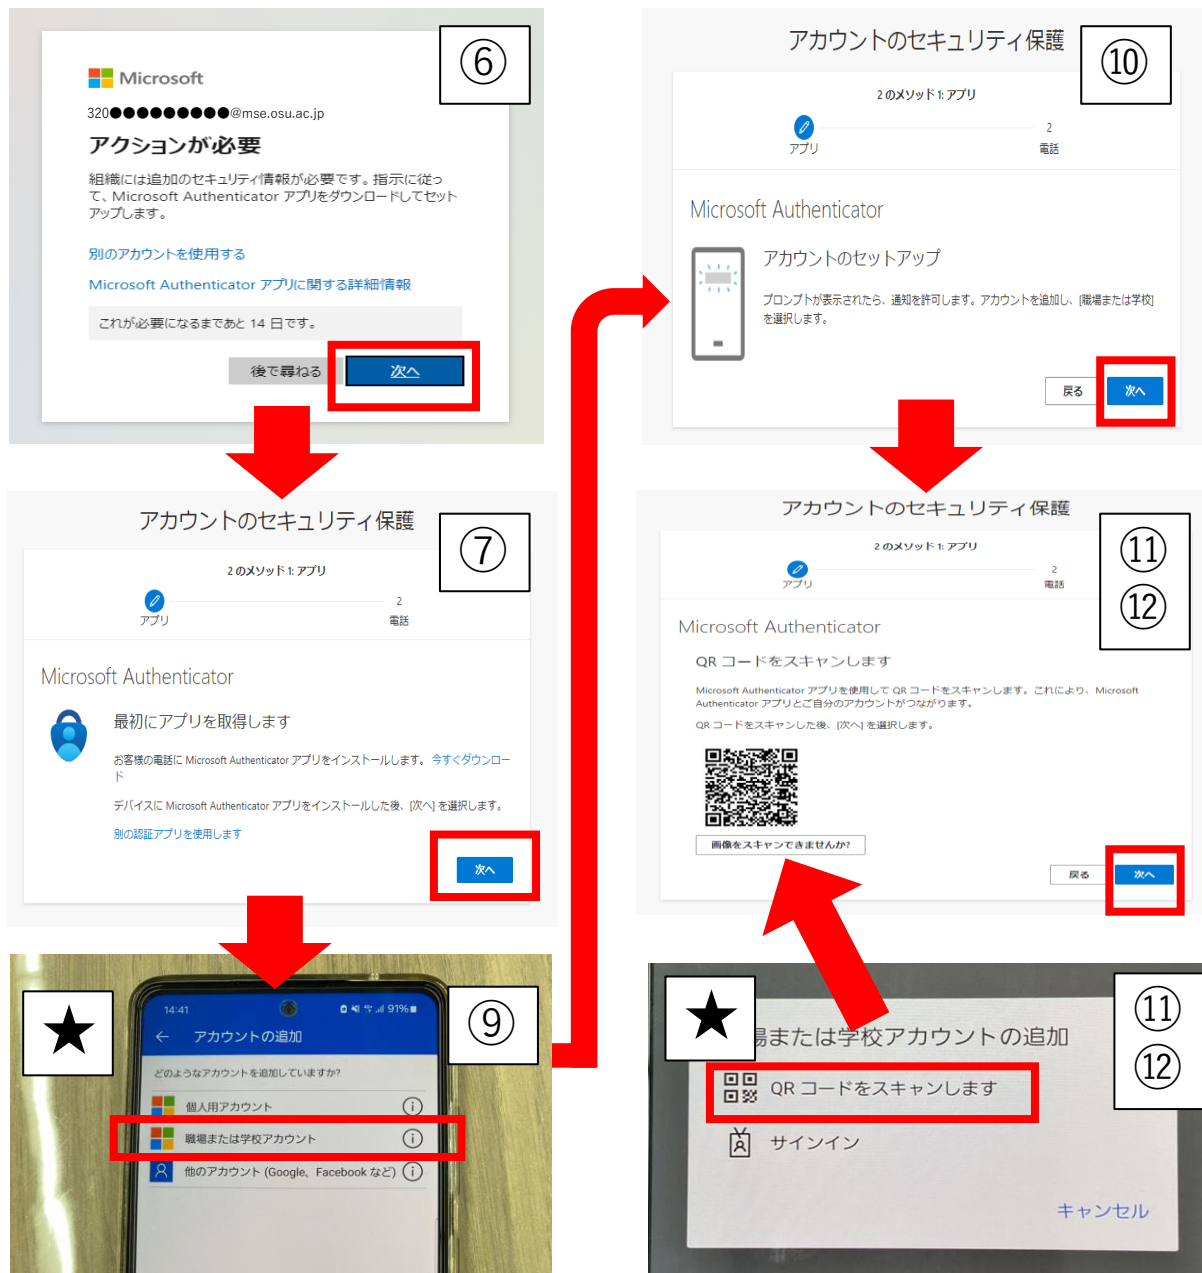 ⑥
Microsoft
320●●●●●●●●●@mse.osu.ac.jp
アクションが必要
組織には追加のセキュリティ情報が必要です。指示に従っ
て、Microsoft Authenticator アプリをダウンロードしてセット
アップします。
別のアカウントを使用する
Microsoft Authenticator アプリに関する詳細情報
これが必要になるまであと 14 日です。
後で尋ねる 次へ
⑦
アカウントのセキュリティ保護
2 のメソッド 1: アプリ
2
アプリ 電話
Microsoft Authenticator
最初にアプリを取得します
お客様の電話に Microsoft Authenticator アプリをインストールします。 今すぐダウンロー
ド
デバイスに Microsoft Authenticator アプリをインストールした後、[次へ] を選択します。
別の認証アプリを使用します
次へ
★
⑨
14:41 91%
← アカウントの追加
どのようなアカウントを追加していますか?
個人用アカウント
職場または学校アカウント
他のアカウント (Google、Facebook など)
⑩
アカウントのセキュリティ保護
2 のメソッド 1: アプリ
2
アプリ 電話
Microsoft Authenticator
アカウントのセットアップ
プロンプトが表示されたら、通知を許可します。アカウントを追加し、[職場または学校]
を選択します。
戻る 次へ
⑪
⑫
アカウントのセキュリティ保護
2 のメソッド 1: アプリ
2
アプリ 電話
Microsoft Authenticator
QR コードをスキャンします
Microsoft Authenticator アプリを使用して QR コードをスキャンします。これにより、Microsoft
Authenticator アプリとご自分のアカウントがつながります。
QR コードをスキャンした後、[次へ] を選択します。
画像をスキャンできませんか?
戻る 次へ
★
⑪
⑫
場または学校アカウントの追加
QR コードをスキャンします
サインイン
キャンセル